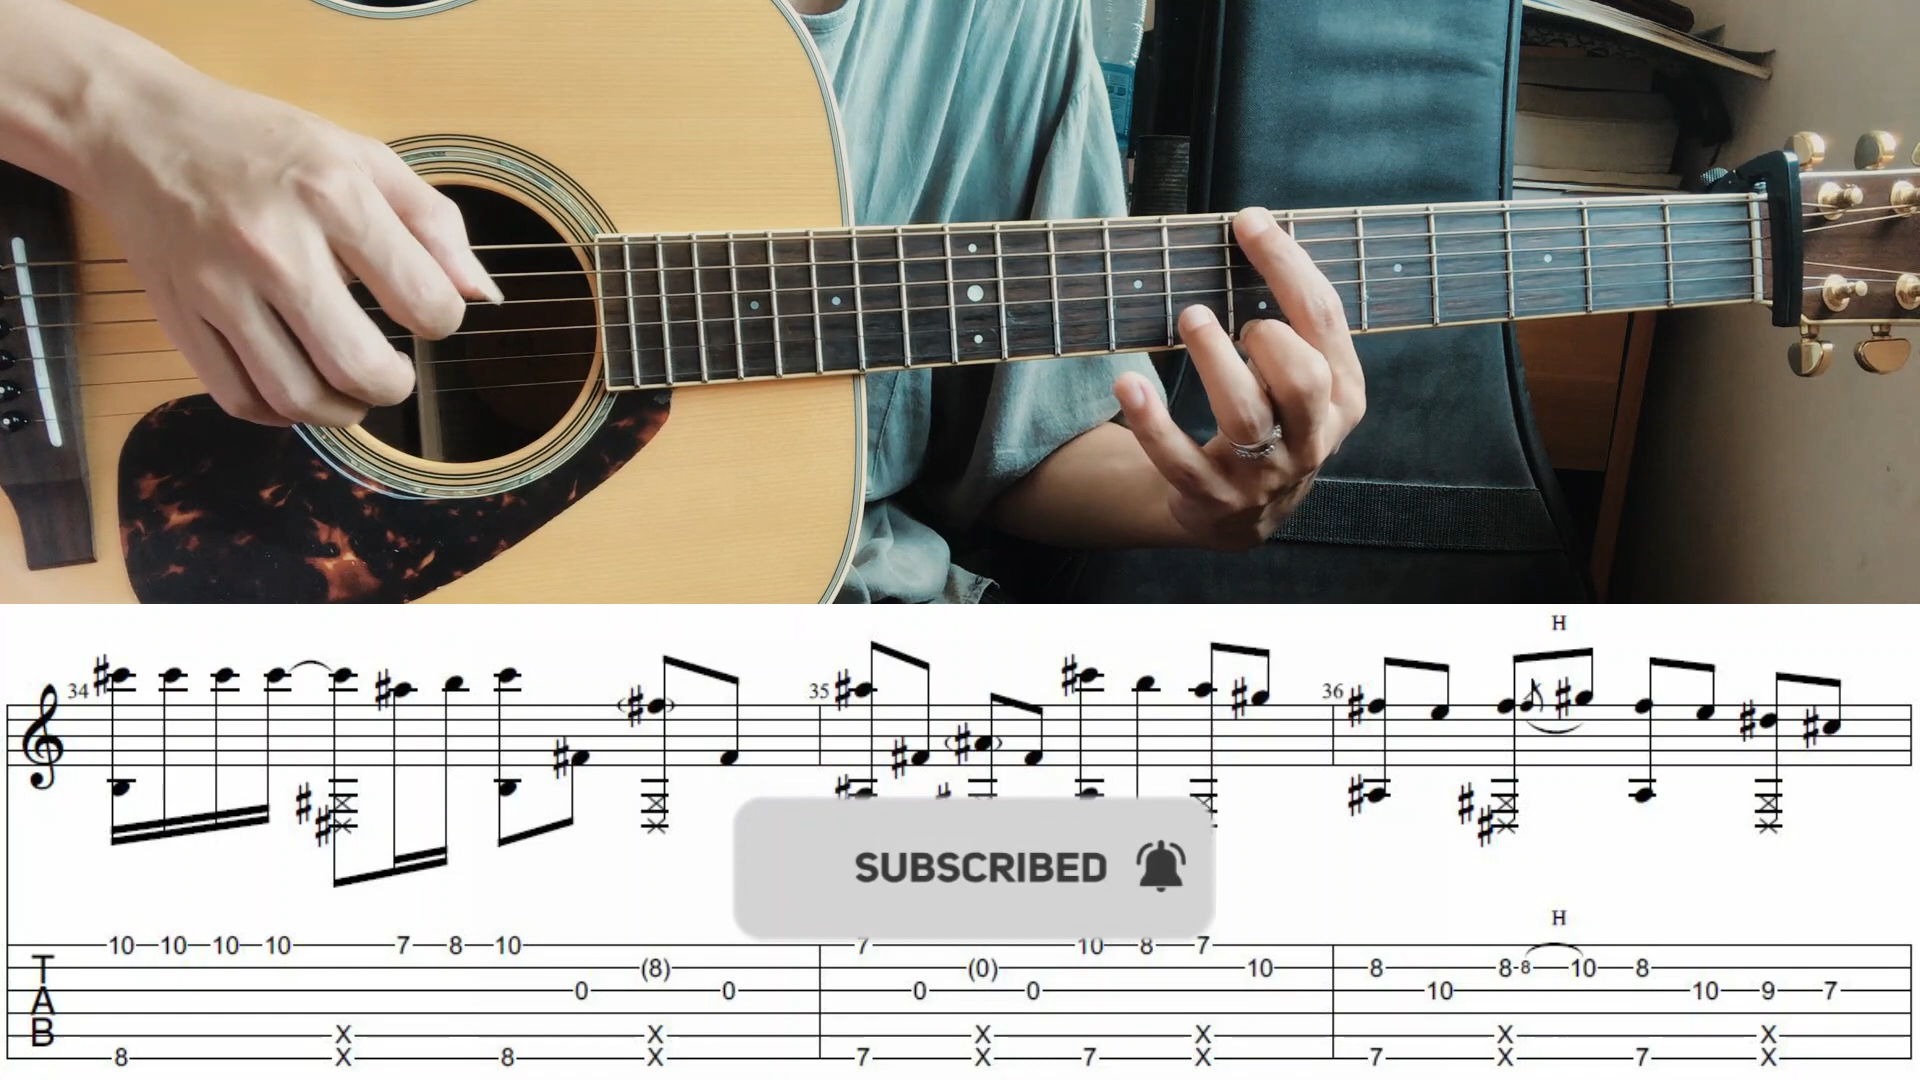 H
34 35 36
SUBSCRIBED
H
10 10 10 10 7 8 10 7 10 8 7
T (8) (0) 10 8 8 8 10 8
A 0 0 0 0 10 10 9 7
B X X X X X X
8 X 8 X 7 X 7 X 7 X 7 X